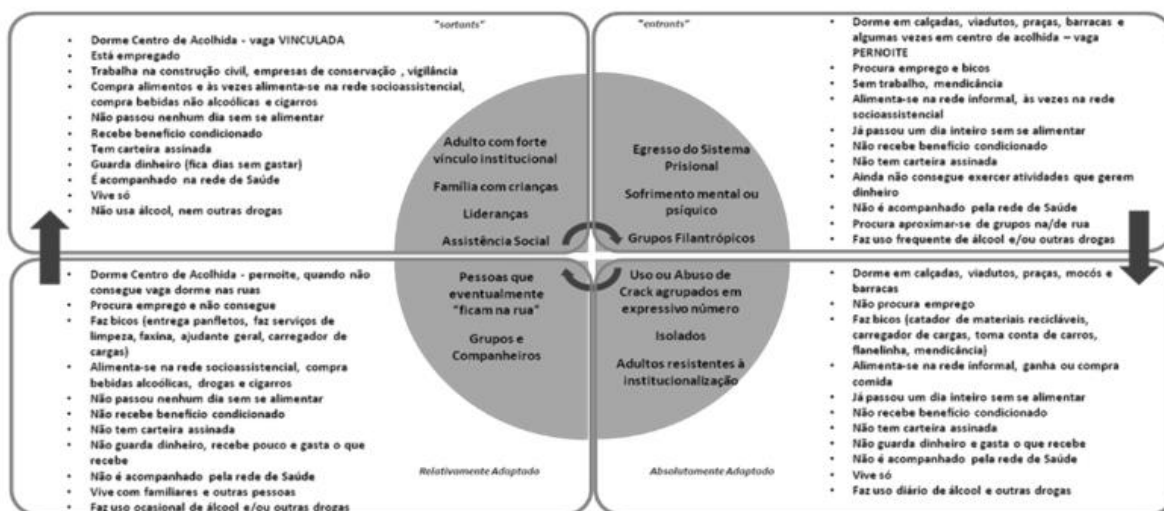 "sortants"
• Dorme Centro de Acolhida - vaga VINCULADA
• Está empregado
• Trabalha na construção civil, empresas de conservação , vigilância
• Compra alimentos e às vezes alimenta-se na rede socioassistencial,
compra bebidas não alcoólicas e cigarros
• Não passou nenhum dia sem se alimentar
• Recebe benefício condicionado
• Tem carteira assinada
• Guarda dinheiro (fica dias sem gastar)
• É acompanhado na rede de Saúde
• Vive só
• Não usa álcool, nem outras drogas
Adulto com forte
vínculo institucional
Família com crianças
Lideranças
Assistência Social
"entrants"
• Dorme em calçadas, viadutos, praças, barracas e
algumas vezes em centro de acolhida – vaga
PERNOITE
• Procura emprego e bicos
• Sem trabalho, mendicância
• Alimenta-se na rede informal, às vezes na rede
socioassistencial
• Já passou um dia inteiro sem se alimentar
• Não recebe benefício condicionado
• Não tem carteira assinada
• Ainda não consegue exercer atividades que gerem
dinheiro
• Não é acompanhado pela rede de Saúde
• Procura aproximar-se de grupos na/de rua
• Faz uso frequente de álcool e/ou outras drogas
Egresso do Sistema
Prisional
Sofrimento mental ou
psíquico
Grupos Filantrópicos
• Dorme Centro de Acolhida - pernoite, quando não
consegue vaga dorme nas ruas
• Procura emprego e não consegue
• Faz bicos (entrega panfletos, faz serviços de
limpeza, faxina, ajudante geral, carregador de
cargas)
• Alimenta-se na rede socioassistencial, compra
bebidas alcoólicas, drogas e cigarros
• Não passou nenhum dia sem se alimentar
• Não recebe benefício condicionado
• Não tem carteira assinada
• Não guarda dinheiro, recebe pouco e gasta o que
recebe
• Não é acompanhado pela rede de Saúde
• Vive com familiares e outras pessoas
• Faz uso ocasional de álcool e/ou outras drogas
Pessoas que
eventualmente
"ficam na rua"
Grupos e
Companheiros
Relativamente Adaptado
Uso ou Abuso de
Crack agrupados em
expressivo número
Isolados
Adultos resistentes à
institucionalização
Absolutamente Adaptado
• Dorme em calçadas, viadutos, praças, mocós e
barracas
• Não procura emprego
• Faz bicos (catador de materiais recicláveis,
carregador de cargas, toma conta de carros,
flanelinha, mendicância)
• Alimenta-se na rede informal, ganha ou compra
comida
• Já passou um dia inteiro sem se alimentar
• Não recebe benefício condicionado
• Não tem carteira assinada
• Não guarda dinheiro e gasta o que recebe
• Não é acompanhado pela rede de Saúde
• Vive só
• Faz uso diário de álcool e outras drogas